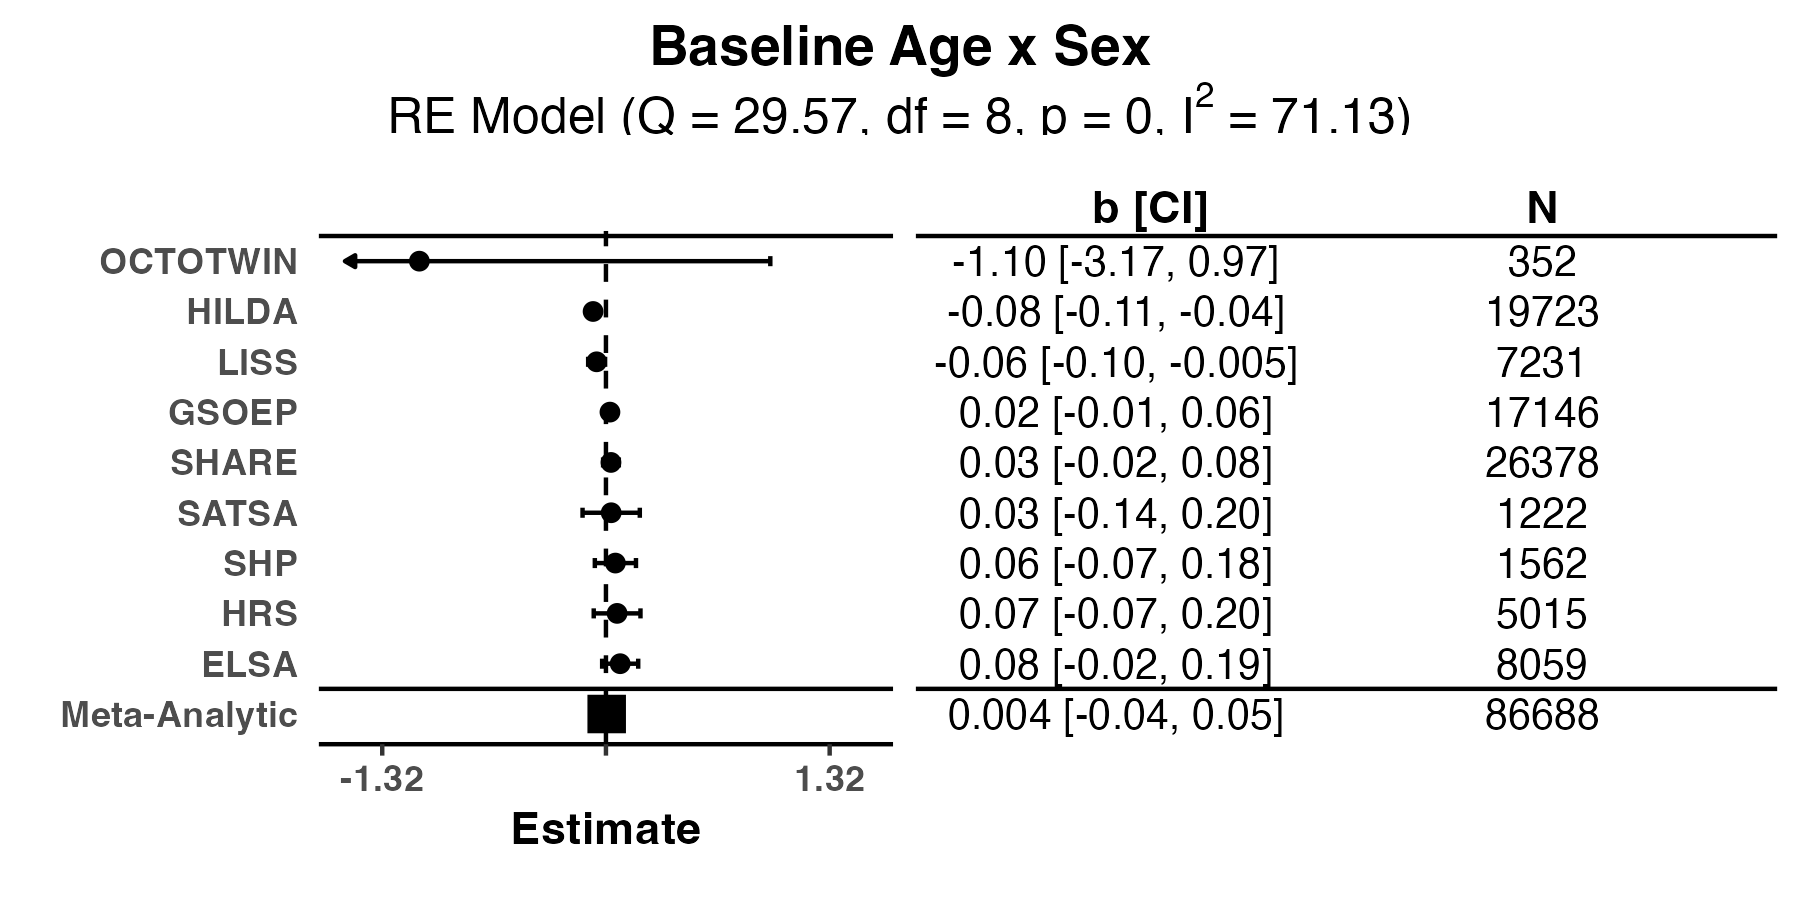 Baseline Age x Sex
RE Model (Q = 29.57, df = 8, p = 0, I² = 71.13)
b [CI] N
OCTOTWIN -1.10 [-3.17, 0.97] 352
HILDA -0.08 [-0.11, -0.04] 19723
LISS -0.06 [-0.10, -0.005] 7231
GSOEP 0.02 [-0.01, 0.06] 17146
SHARE 0.03 [-0.02, 0.08] 26378
SATSA 0.03 [-0.14, 0.20] 1222
SHP 0.06 [-0.07, 0.18] 1562
HRS 0.07 [-0.07, 0.20] 5015
ELSA 0.08 [-0.02, 0.19] 8059
Meta-Analytic 0.004 [-0.04, 0.05] 86688
-1.32 1.32
Estimate